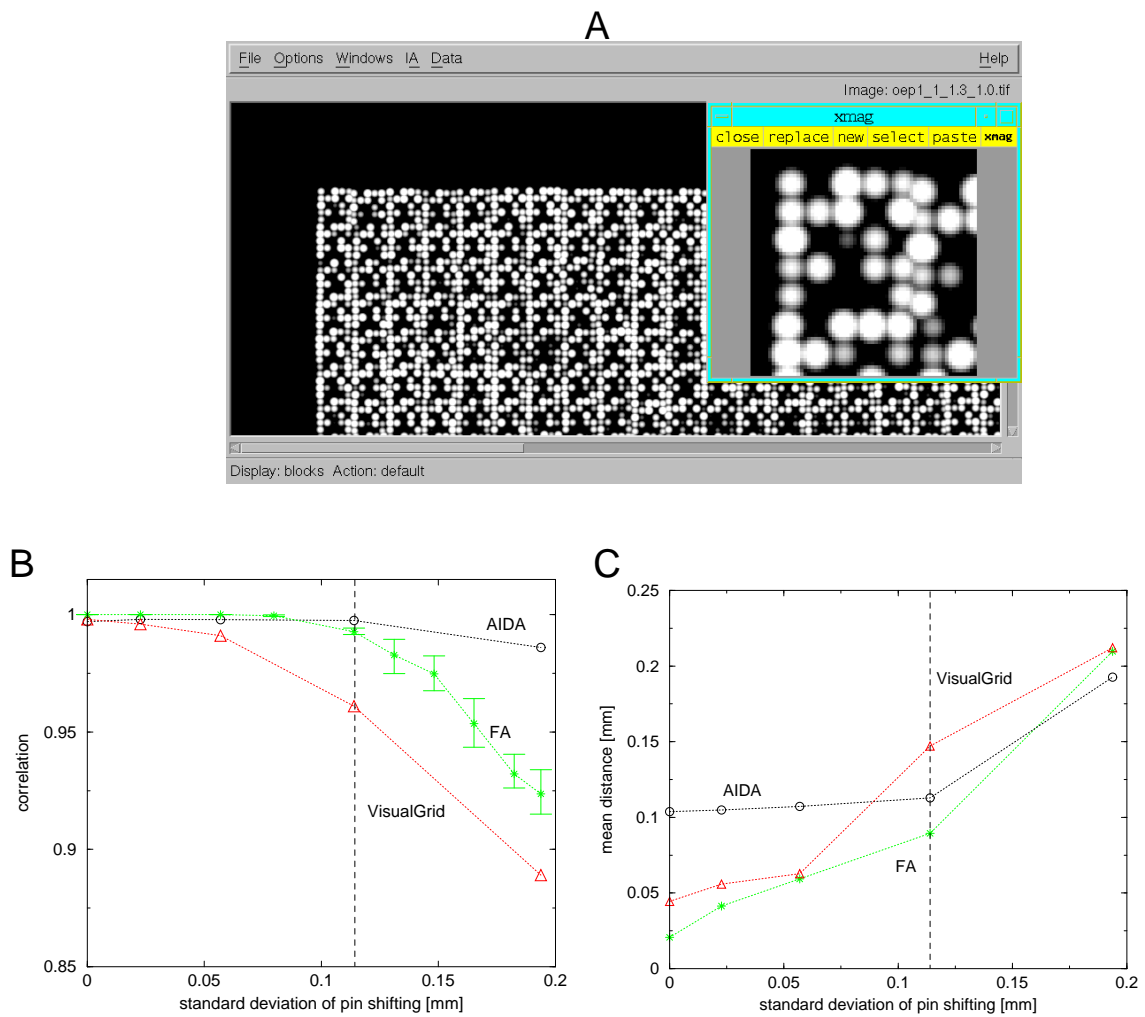 A
File Options Windows IA Data Help
Image: oep1_1_1.3_1.0.tif
xmag
close replace new select paste xmag
Display: blocks Action: default
B
1
0.95
0.9
0.85
0 0.05 0.1 0.15 0.2
correlation
standard deviation of pin shifting [mm]
AIDA
FA
VisualGrid
C
0.25
0.2
0.15
0.1
0.05
0
0 0.05 0.1 0.15 0.2
mean distance [mm]
standard deviation of pin shifting [mm]
VisualGrid
AIDA
FA